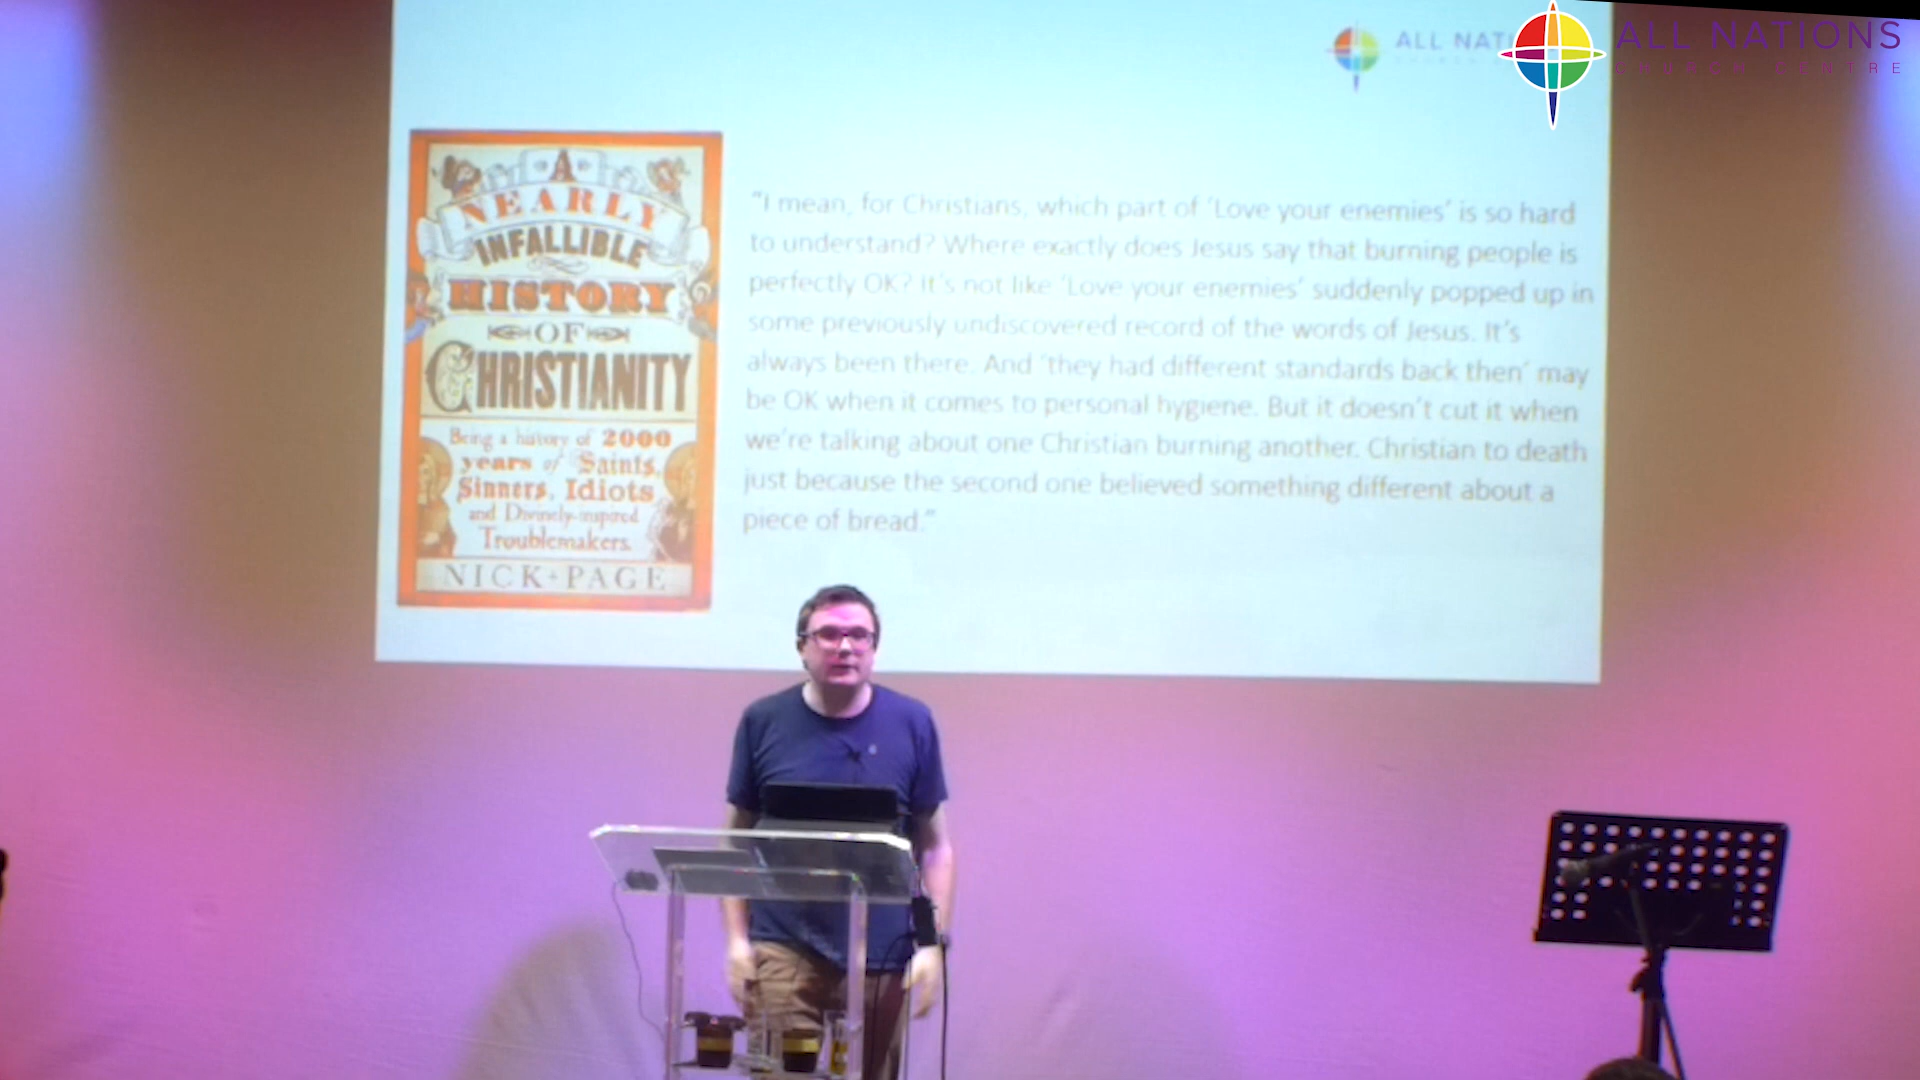 ALL NATI
ALL NATIONS
CHURCH CENTRE
A
NEARLY
INFALLIBLE
HISTORY
OF
CHRISTIANITY
Being a history of 2000
years of Saints,
Sinners, Idiots
and Divinely-inspired
Troublemakers.
NICK PAGE
“I mean, for Christians, which part of ‘Love your enemies’ is so hard
to understand? Where exactly does Jesus say that burning people is
perfectly OK? It’s not like ‘Love your enemies’ suddenly popped up in
some previously undiscovered record of the words of Jesus. It’s
always been there. And ‘they had different standards back then’ may
be OK when it comes to personal hygiene. But it doesn’t cut it when
we’re talking about one Christian burning another. Christian to death
just because the second one believed something different about a
piece of bread.”